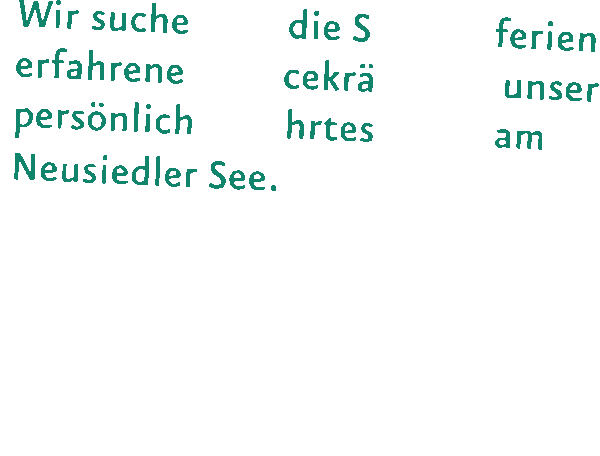 Wir suche die S ferien
erfahrene cekrä unser
persönlich hrtes am
Neusiedler See.